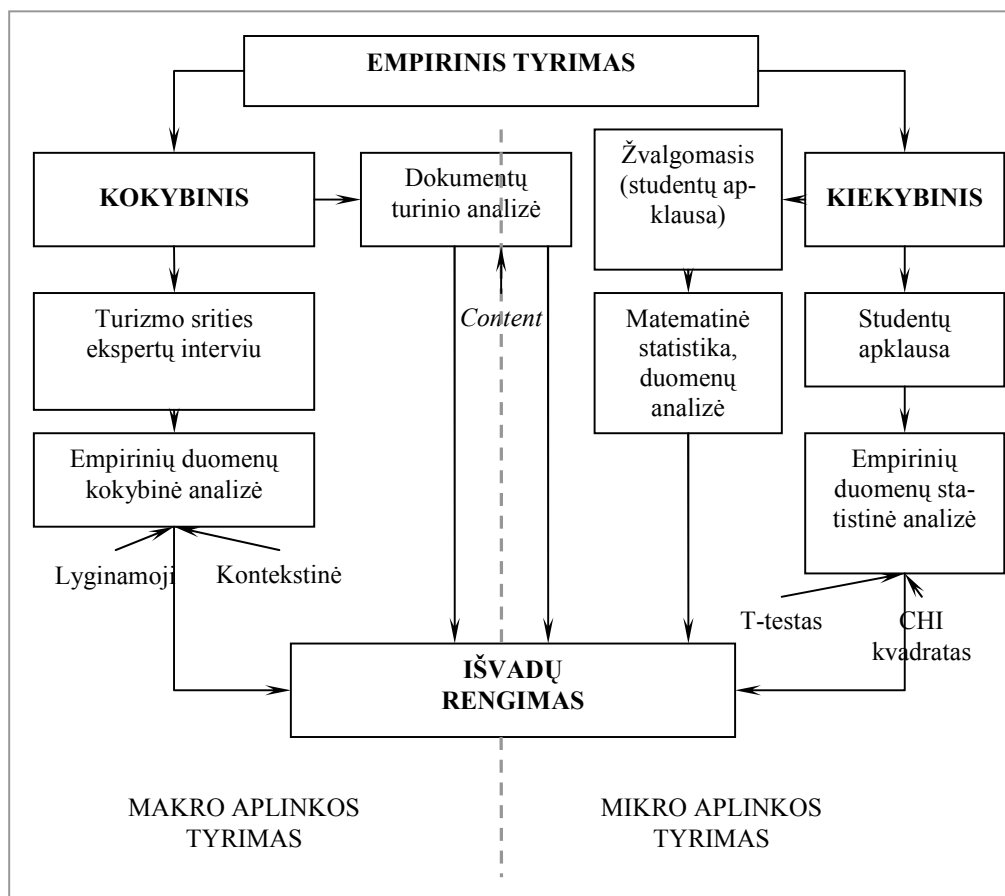 EMPIRINIS TYRIMAS
KOKYBINIS
Dokumentų
turinio analizė
Žvalgomasis
(studentų ap-
klausa)
KIEKYBINIS
Turizmo srities
ekspertų interviu
Content
Matematinė
statistika,
duomenų
analizė
Studentų
apklausa
Empirinių duomenų
kokybinė analizė
Empirinių
duomenų sta-
tistinė analizė
Lyginamoji
Kontekstinė
T-testas
CHI
kvadratas
IŠVADŲ
RENGIMAS
MAKRO APLINKOS
TYRIMAS
MIKRO APLINKOS
TYRIMAS